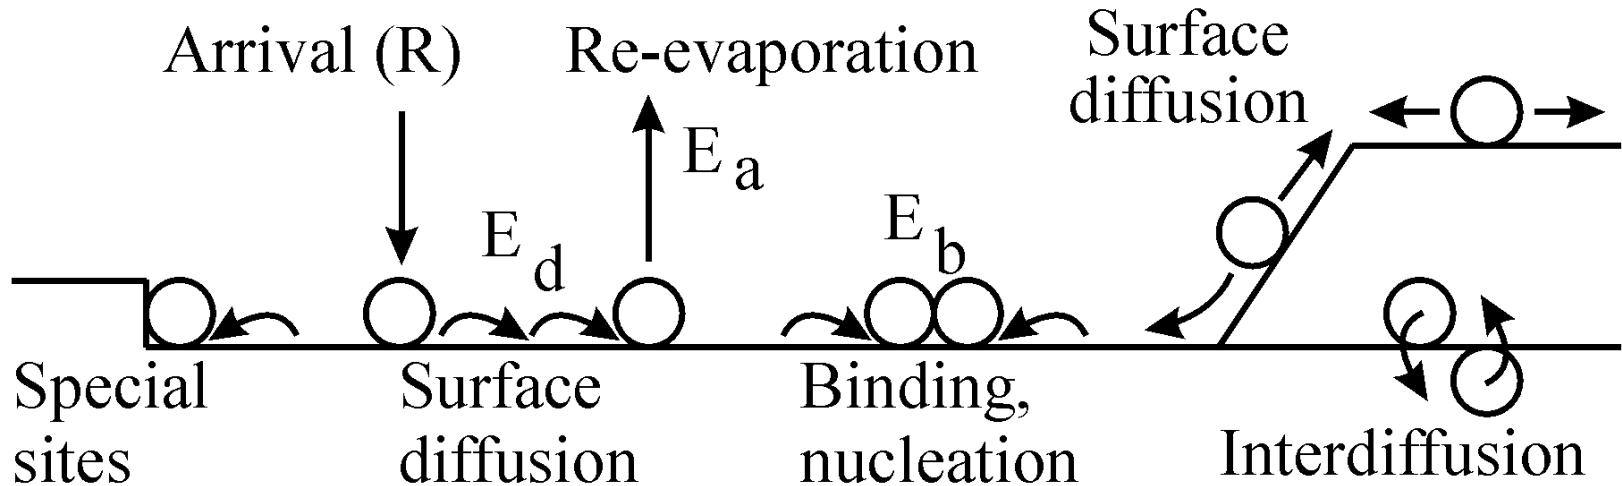 Arrival (R)
Re-evaporation
Surface
diffusion
E a
E d
E b
Special
sites
Surface
diffusion
Binding,
nucleation
Interdiffusion